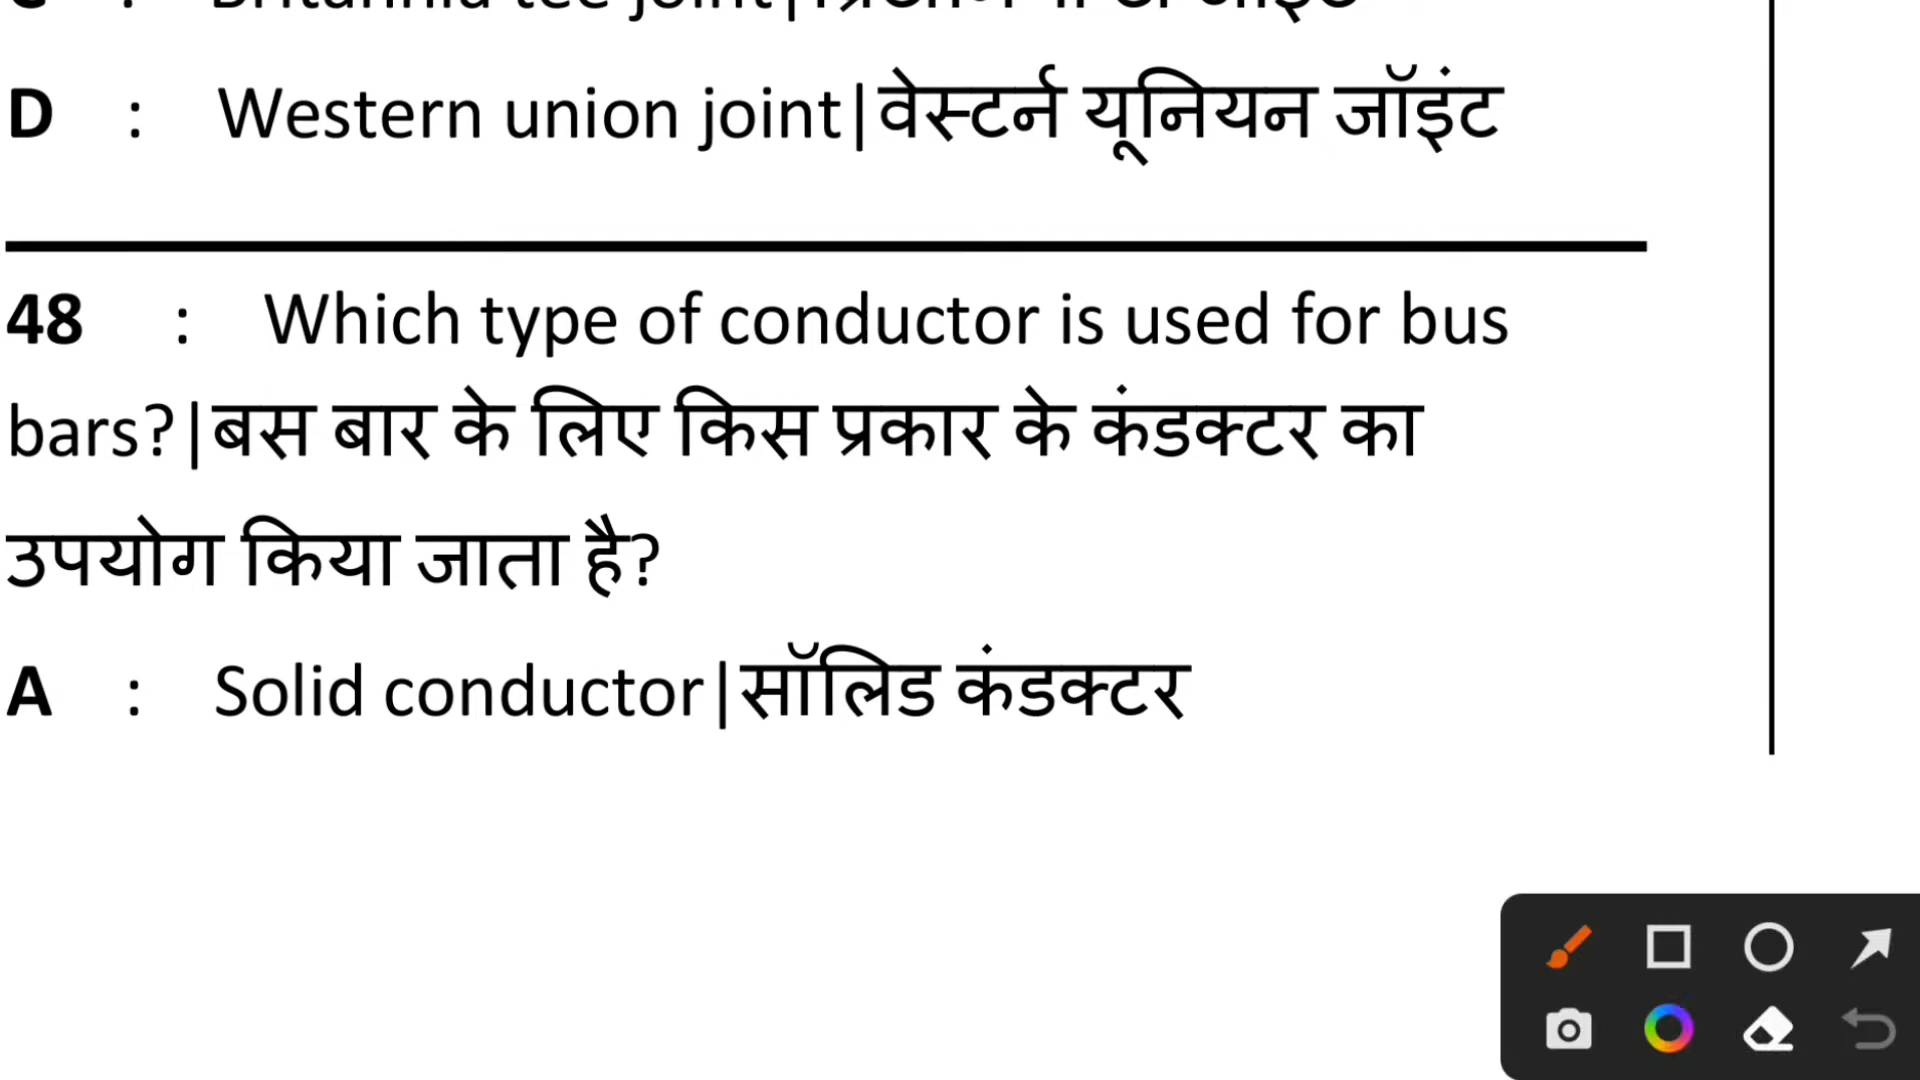 D : Western union joint|वेस्टर्न यूनियन जॉइंट
48 : Which type of conductor is used for bus
bars?|बस बार के लिए किस प्रकार के कंडक्टर का
उपयोग किया जाता है?
A : Solid conductor|सॉलिड कंडक्टर